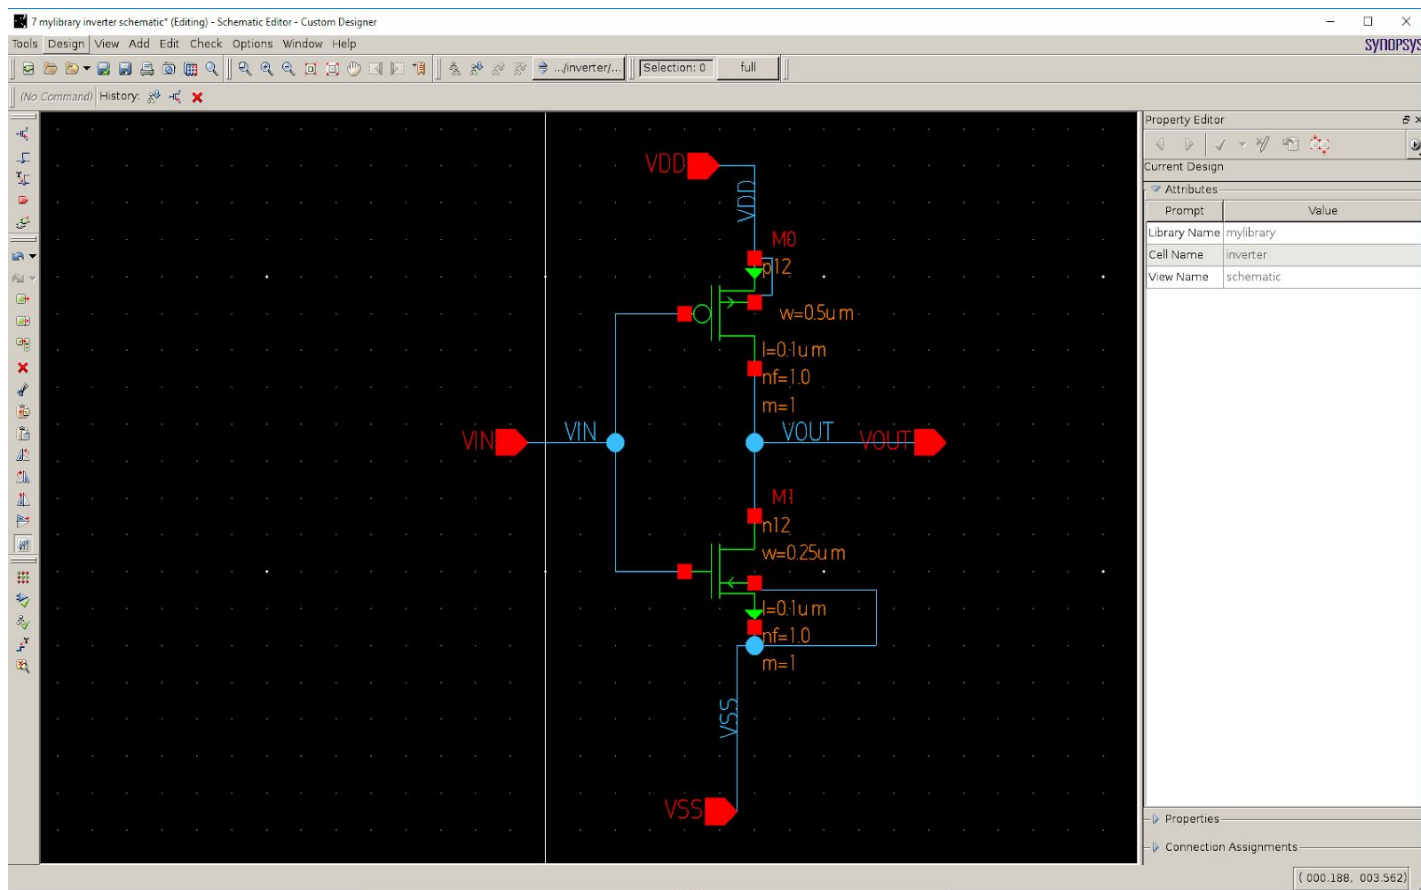 7 mylibrary inverter schematic* (Editing) - Schematic Editor - Custom Designer
Tools Design View Add Edit Check Options Window Help
SYNOPSYS
.../inverter/... Selection: 0 full
(No Command) History:
Property Editor
Current Design
Attributes
Prompt Value
Library Name mylibrary
Cell Name inverter
View Name schematic
VDD
VDD
M0
p12
w=0.5um
l=0.1um
nf=1.0
m=1
VIN VIN VOUT VOUT
M1
n12
w=0.25um
l=0.1um
nf=1.0
m=1
VSS
VSS
Properties
Connection Assignments
( 000.188, 003.562)